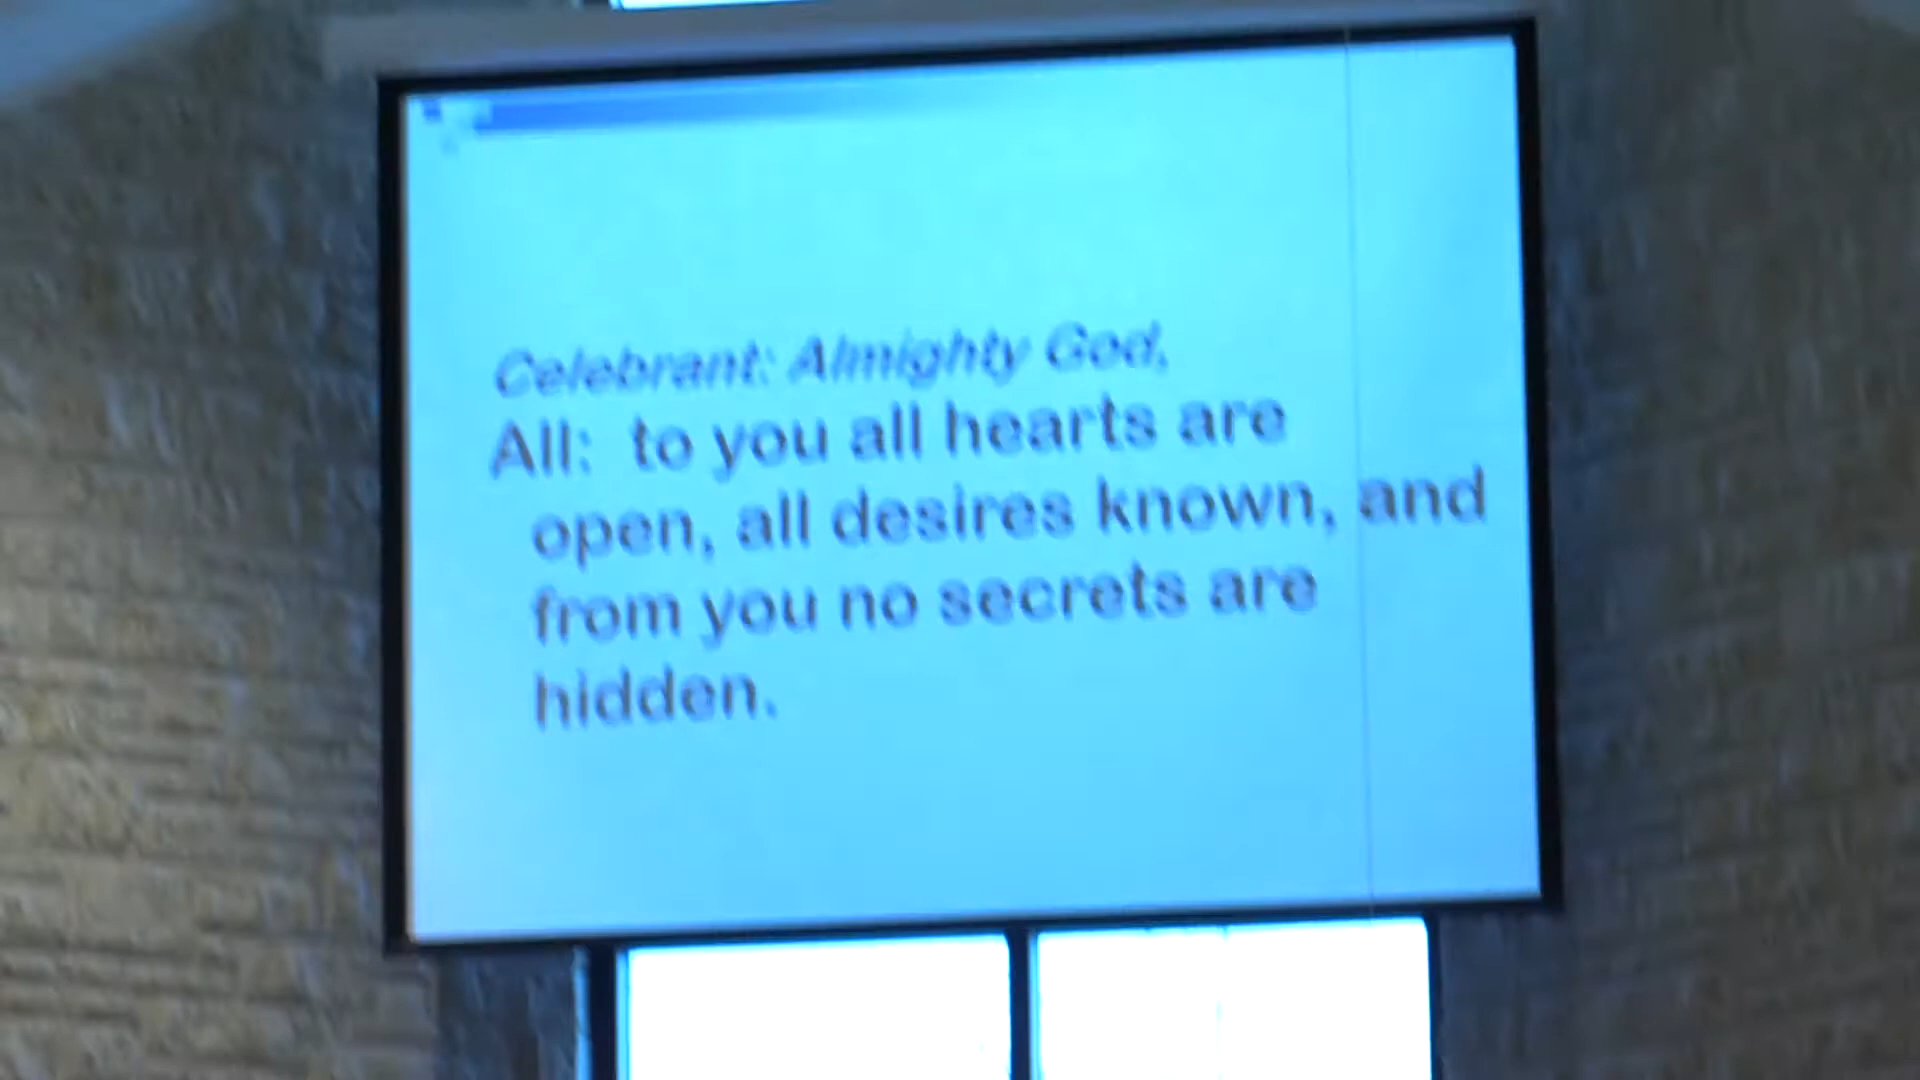 Celebrant: Almighty God,
All: to you all hearts are
open, all desires known, and
from you no secrets are
hidden.